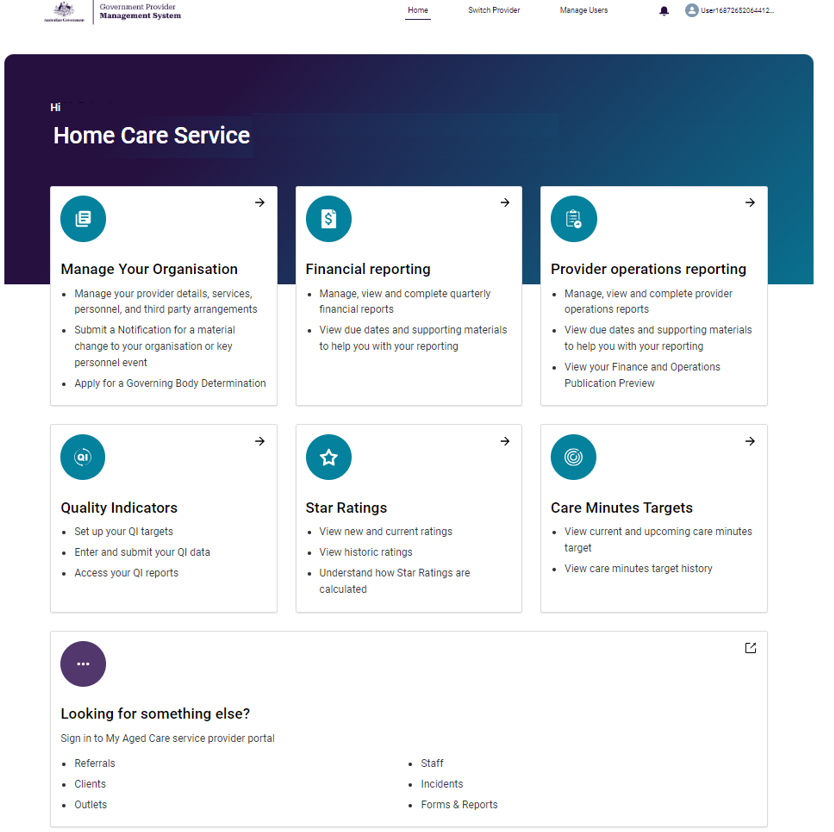 Australian Government
Government Provider
Management System
Home
Switch Provider
Manage Users
User16872652064412...
Hi
Home Care Service
Manage Your Organisation
Manage your provider details, services,
personnel, and third party arrangements
Submit a Notification for a material
change to your organisation or key
personnel event
Apply for a Governing Body Determination
Financial reporting
Manage, view and complete quarterly
financial reports
View due dates and supporting materials
to help you with your reporting
Provider operations reporting
Manage, view and complete provider
operations reports
View due dates and supporting materials
to help you with your reporting
View your Finance and Operations
Publication Preview
QI
Quality Indicators
Set up your QI targets
Enter and submit your QI data
Access your QI reports
Star Ratings
View new and current ratings
View historic ratings
Understand how Star Ratings are
calculated
Care Minutes Targets
View current and upcoming care minutes
target
View care minutes target history
Looking for something else?
Sign in to My Aged Care service provider portal
Referrals
Clients
Outlets
Staff
Incidents
Forms & Reports